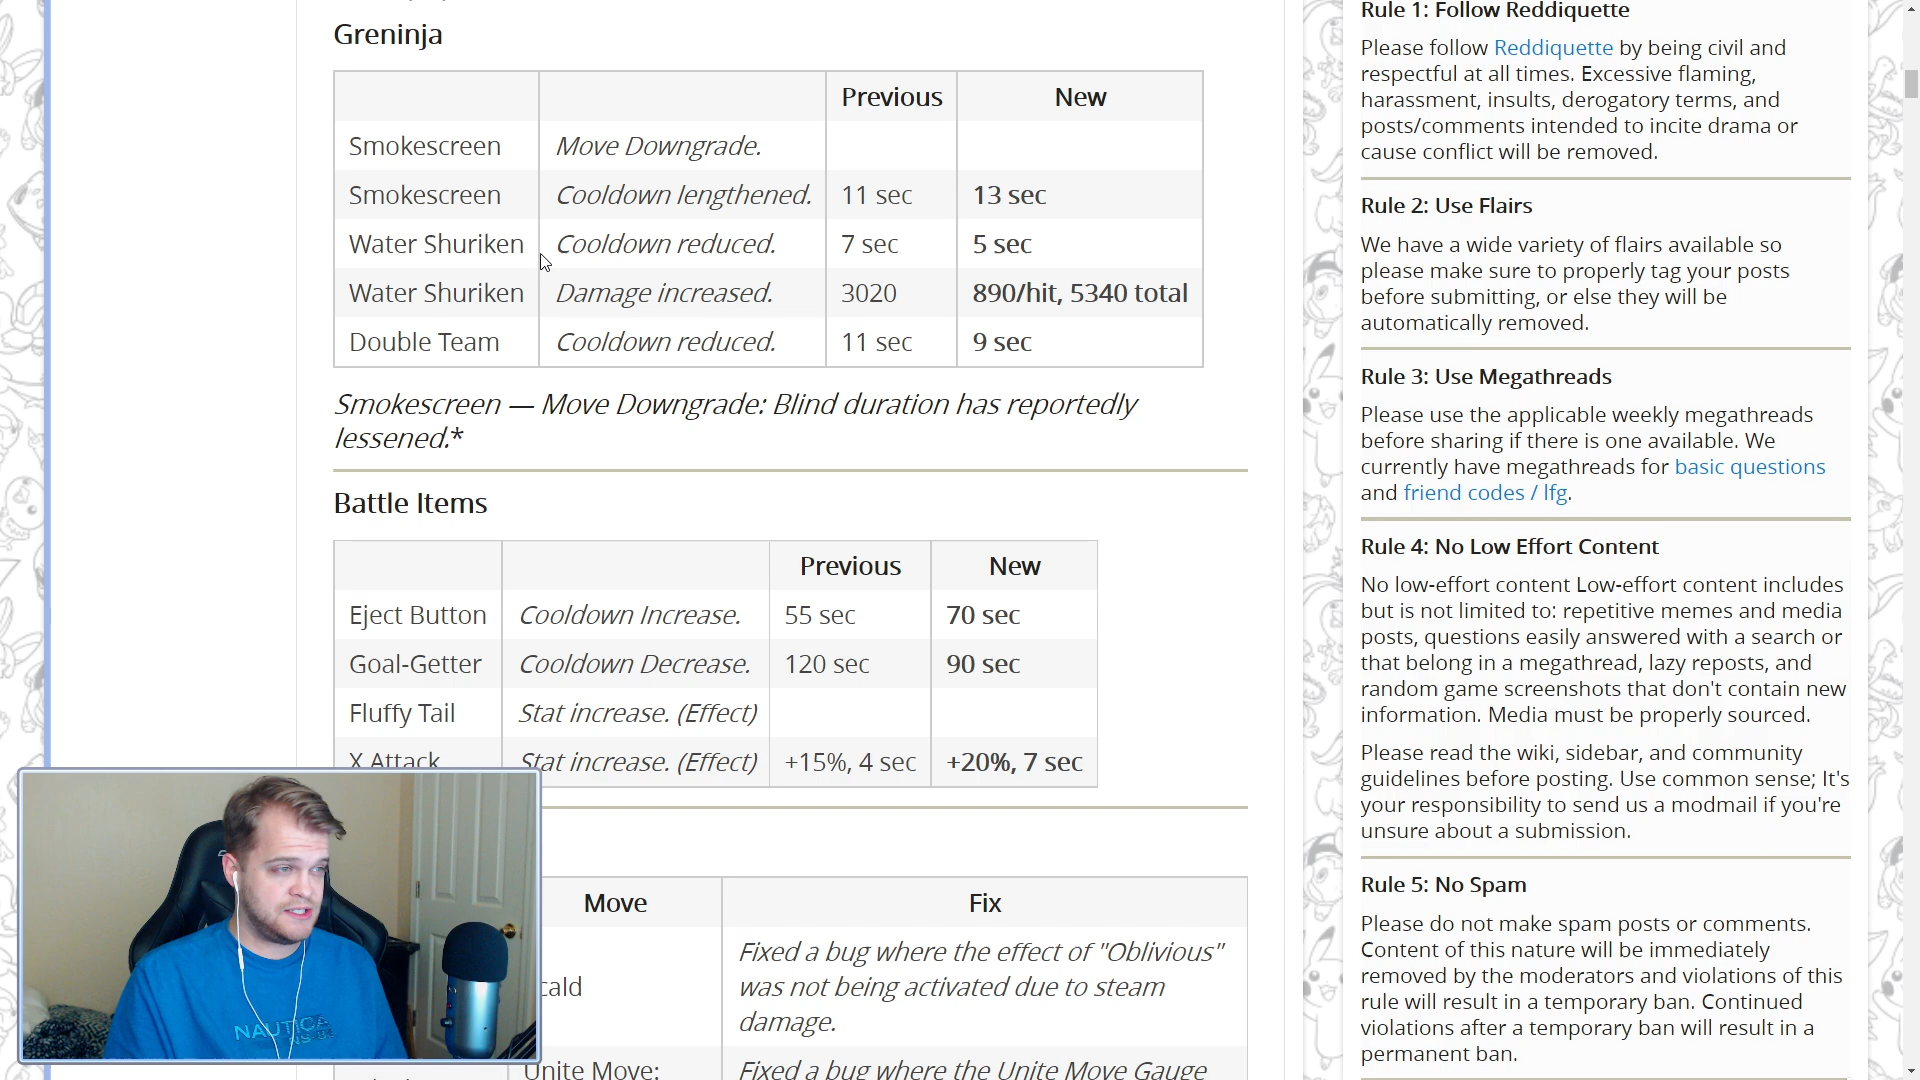 Greninja
Previous New
Smokescreen Move Downgrade.
Smokescreen Cooldown lengthened. 11 sec 13 sec
Water Shuriken Cooldown reduced. 7 sec 5 sec
Water Shuriken Damage increased. 3020 890/hit, 5340 total
Double Team Cooldown reduced. 11 sec 9 sec
Smokescreen — Move Downgrade: Blind duration has reportedly
lessened.*
Battle Items
Previous New
Eject Button Cooldown Increase. 55 sec 70 sec
Goal-Getter Cooldown Decrease. 120 sec 90 sec
Fluffy Tail Stat increase. (Effect)
X Attack Stat increase. (Effect) +15%, 4 sec +20%, 7 sec
Move Fix
cald
Fixed a bug where the effect of "Oblivious"
was not being activated due to steam
damage.
Unite Move: Fixed a bug where the Unite Move Gauge
NAUTICA
Rule 1: Follow Reddiquette
Please follow Reddiquette by being civil and
respectful at all times. Excessive flaming,
harassment, insults, derogatory terms, and
posts/comments intended to incite drama or
cause conflict will be removed.
Rule 2: Use Flairs
We have a wide variety of flairs available so
please make sure to properly tag your posts
before submitting, or else they will be
automatically removed.
Rule 3: Use Megathreads
Please use the applicable weekly megathreads
before sharing if there is one available. We
currently have megathreads for basic questions
and friend codes / lfg.
Rule 4: No Low Effort Content
No low-effort content Low-effort content includes
but is not limited to: repetitive memes and media
posts, questions easily answered with a search or
that belong in a megathread, lazy reposts, and
random game screenshots that don't contain new
information. Media must be properly sourced.
Please read the wiki, sidebar, and community
guidelines before posting. Use common sense; It's
your responsibility to send us a modmail if you're
unsure about a submission.
Rule 5: No Spam
Please do not make spam posts or comments.
Content of this nature will be immediately
removed by the moderators and violations of this
rule will result in a temporary ban. Continued
violations after a temporary ban will result in a
permanent ban.